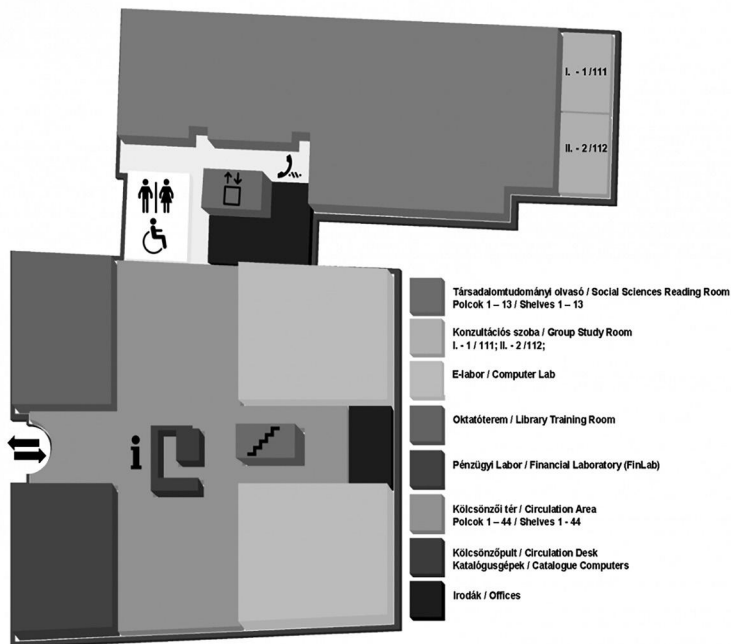 I. - 1 /111
II. - 2 /112
i
Társadalomtudományi olvasó / Social Sciences Reading Room
Polcok 1 – 13 / Shelves 1 – 13
Konzultációs szoba / Group Study Room
I. - 1 / 111; II. - 2 /112;
E-labor / Computer Lab
Oktatóterem / Library Training Room
Pénzügyi Labor / Financial Laboratory (FinLab)
Kölcsönzői tér / Circulation Area
Polcok 1 – 44 / Shelves 1 - 44
Kölcsönzőpult / Circulation Desk
Katalógusgépek / Catalogue Computers
Irodák / Offices